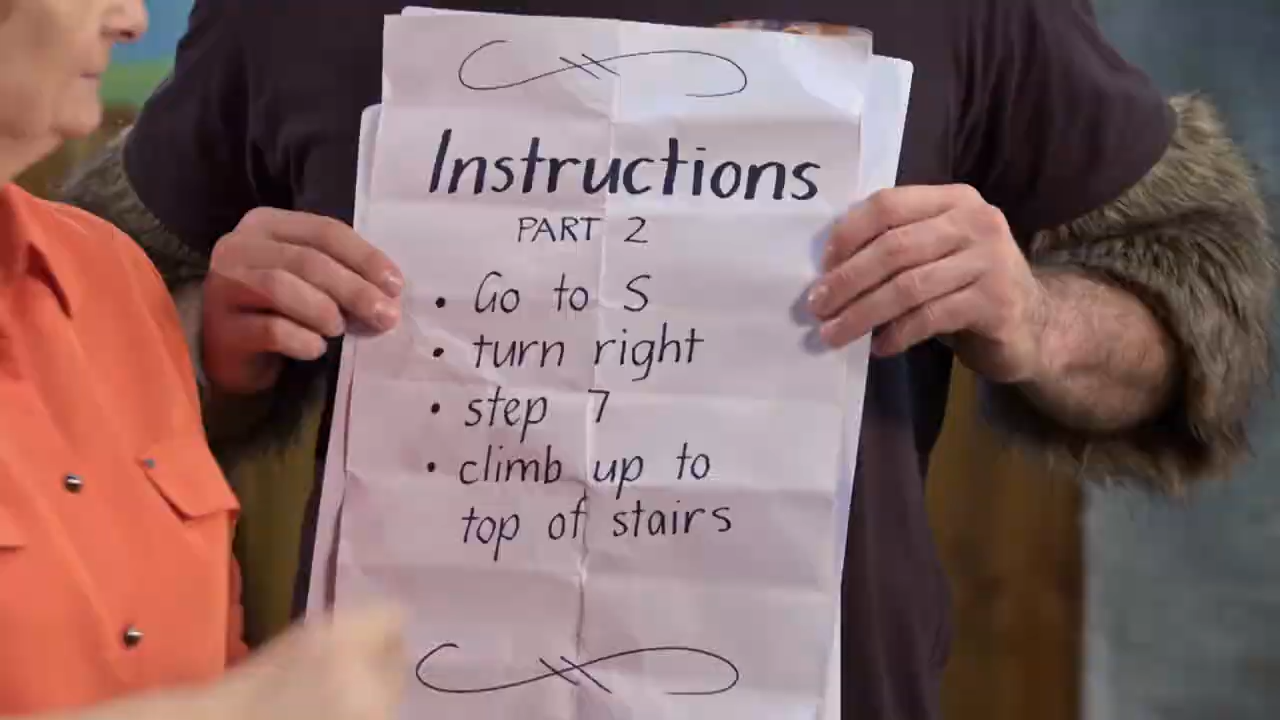 Instructions
PART 2
• Go to S
• turn right
• step 7
• climb up to
top of stairs